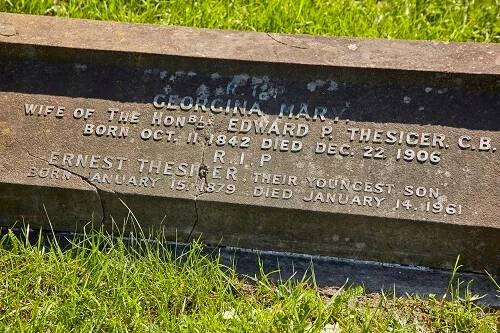 GEORGINA MARY
WIFE OF THE HONBLE EDWARD P. THESIGER. C.B.
BORN OCT. 11. 1842 DIED DEC. 22, 1906
R.I.P
ERNEST THESIGER THEIR YOUNGEST SON,
BORN JANUARY 15, 1879 DIED JANUARY 14, 1961